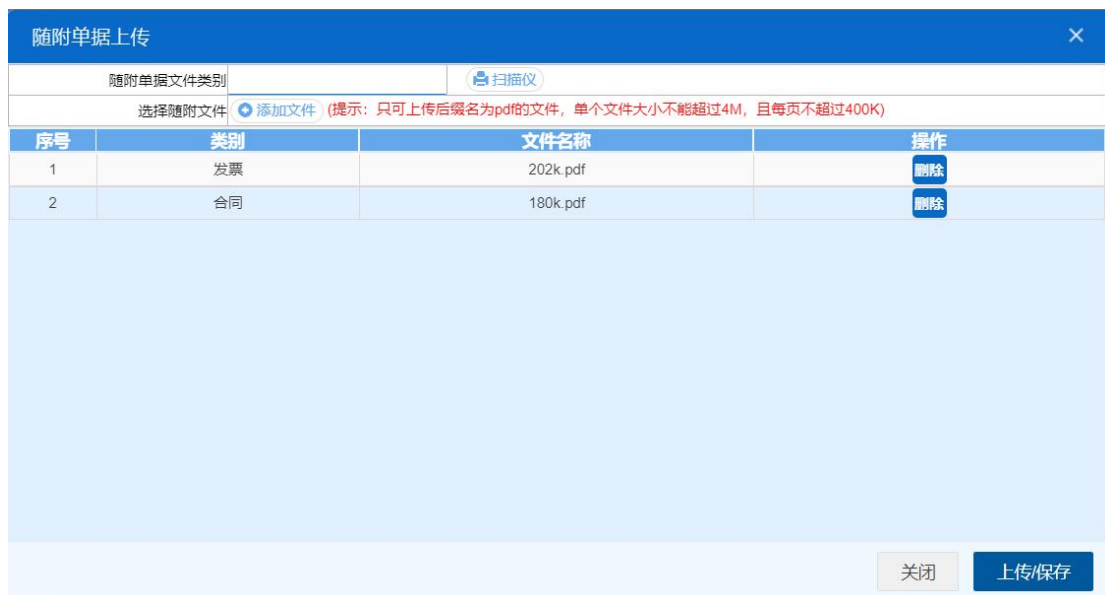 随附单据上传 ×
随附单据文件类别 扫描仪
选择随附文件 添加文件 (提示：只可上传后缀名为pdf的文件，单个文件大小不能超过4M，且每页不超过400K)
序号 类别 文件名称 操作
1 发票 202k.pdf 删除
2 合同 180k.pdf 删除
关闭 上传/保存